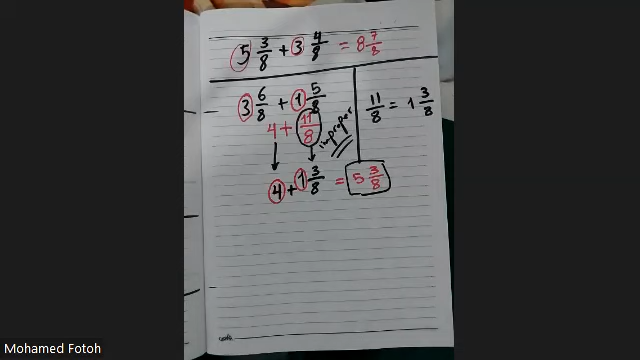 5 3/8 + 3 4/8 = 8 7/8
3 6/8 + 1 5/8
4 + 11/8
improper
11/8 = 1 3/8
4 + 1 3/8 = 5 3/8
Mohamed Fotoh